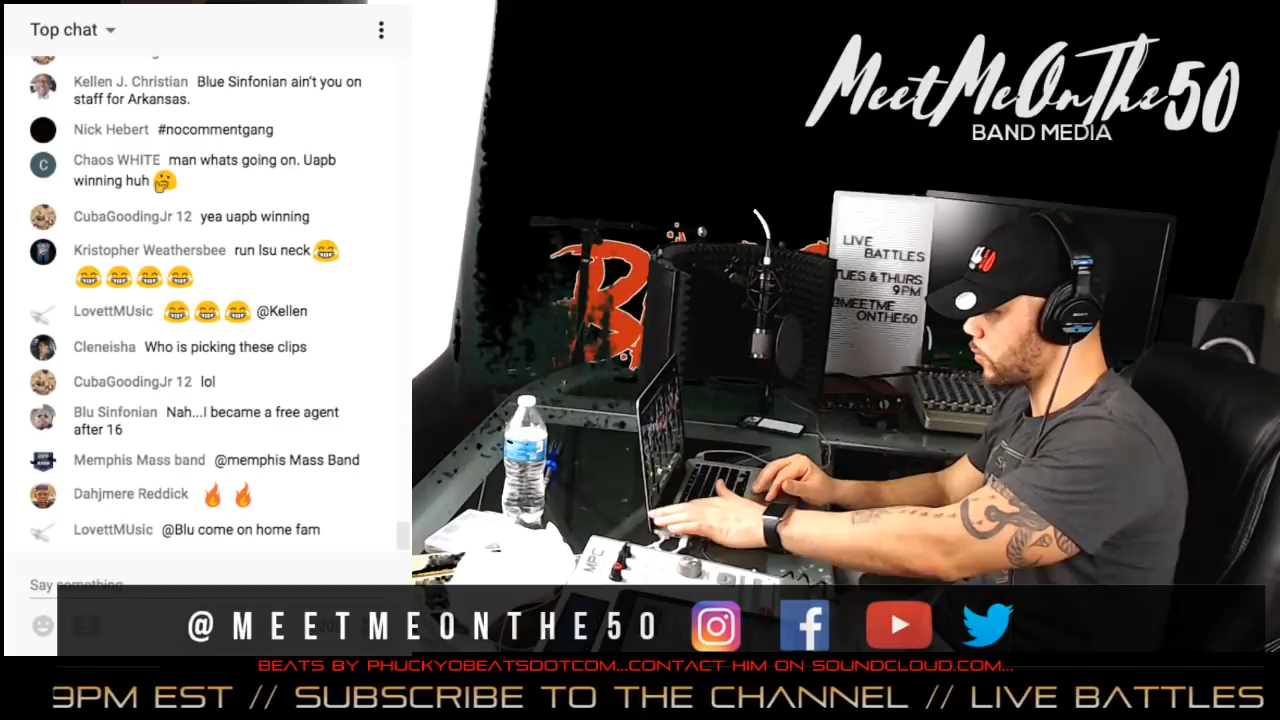 Top chat
Kellen J. Christian Blue Sinfonian ain't you on
staff for Arkansas.
Nick Hebert #nocommentgang
C
Chaos WHITE man whats going on. Uapb
winning huh 🤔
CubaGoodingJr 12 yea uapb winning
Kristopher Weathersbee run lsu neck 😂
😂😂😂😂
LovettMUsic 😂😂😂 @Kellen
Cleneisha Who is picking these clips
CubaGoodingJr 12 lol
Blu Sinfonian Nah...I became a free agent
after 16
Memphis Mass band @memphis Mass Band
Dahjmere Reddick 🔥 🔥
LovettMUsic @Blu come on home fam
Say something
MeetMeOnThe50
BAND MEDIA
LIVE
BATTLES
TUES & THURS
9PM
@MEETME
ONTHE50
SONY
MPC
@MEETMEONTHE50
BEATS BY PHUCKYOBEATSDOTCOM...CONTACT HIM ON SOUNDCLOUD.COM...
9PM EST // SUBSCRIBE TO THE CHANNEL // LIVE BATTLES